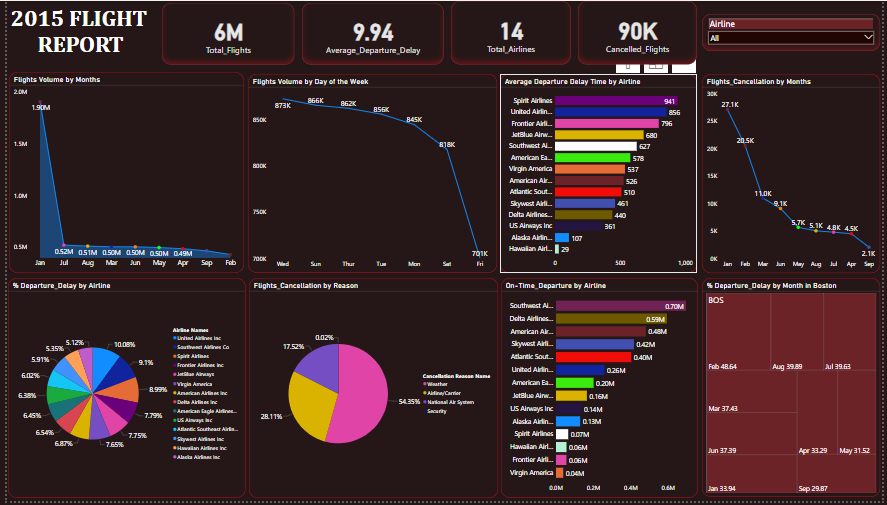 2015 FLIGHT
REPORT
6M
Total_Flights
9.94
Average_Departure_Delay
14
Total_Airlines
90K
Cancelled_Flights
Airline
All
Flights Volume by Months
2.0M
1.5M
1.0M
0.5M
1.90M
0.52M 0.51M 0.50M 0.50M 0.50M 0.49M
Jan Jul Aug Mar Jun May Apr Sep Feb
Flights Volume by Day of the Week
850K
800K
750K
700K
873K 866K 862K 856K 845K 818K 701K
Wed Sun Thur Tue Mon Sat Fri
Average Departure Delay Time by Airline
Spirit Airlines 941
United Airlin... 856
Frontier Airli... 796
JetBlue Airw... 680
Southwest Ai... 627
American Ea... 578
Virgin America 537
American Air... 526
Atlantic Sout... 510
Skywest Airli... 461
Delta Airlines... 440
US Airways Inc 361
Alaska Airlin... 107
Hawaiian Airl... 29
0 500 1,000
Flights_Cancellation by Months
30K
25K
20K
15K
10K
5K
0K
27.1K 20.5K 11.0K 9.1K 5.7K 5.1K 4.8K 4.5K 2.1K
Jan Feb Mar Jun May Aug Jul Apr Sep
% Departure_Delay by Airline
10.08%
9.1%
8.99%
7.79%
7.75%
7.65%
6.87%
6.54%
6.45%
6.38%
6.02%
5.91%
5.35%
5.12%
Airline Names
United Airlines Inc
Southwest Airlines Co
Spirit Airlines
Frontier Airlines Inc
JetBlue Airways
Virgin America
American Airlines Inc
Delta Airlines Inc
American Eagle Airlines...
US Airways Inc
Atlantic Southeast Airlin...
Skywest Airlines Inc
Hawaiian Airlines Inc
Alaska Airlines Inc
Flights_Cancellation by Reason
0.02%
17.52%
28.11%
54.35%
Cancellation Reason Name
Weather
Airline/Carrier
National Air System
Security
On-Time_Departure by Airline
Southwest Ai... 0.70M
Delta Airlines... 0.59M
American Air... 0.48M
Skywest Airli... 0.42M
Atlantic Sout... 0.40M
United Airlin... 0.26M
American Ea... 0.20M
JetBlue Airw... 0.16M
US Airways Inc 0.14M
Alaska Airlin... 0.13M
Spirit Airlines 0.07M
Hawaiian Airl... 0.06M
Frontier Airli... 0.06M
Virgin America 0.04M
0.0M 0.2M 0.4M 0.6M
% Departure_Delay by Month in Boston
BOS
Feb 48.64 Aug 39.89 Jul 39.63
Mar 37.43
Jun 37.39 Apr 33.29 May 31.52
Jan 33.94 Sep 29.87